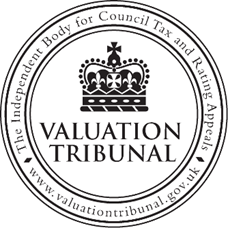 The Independent Body for Council Tax and Rating Appeals
VALUATION
TRIBUNAL
www.valuationtribunal.gov.uk